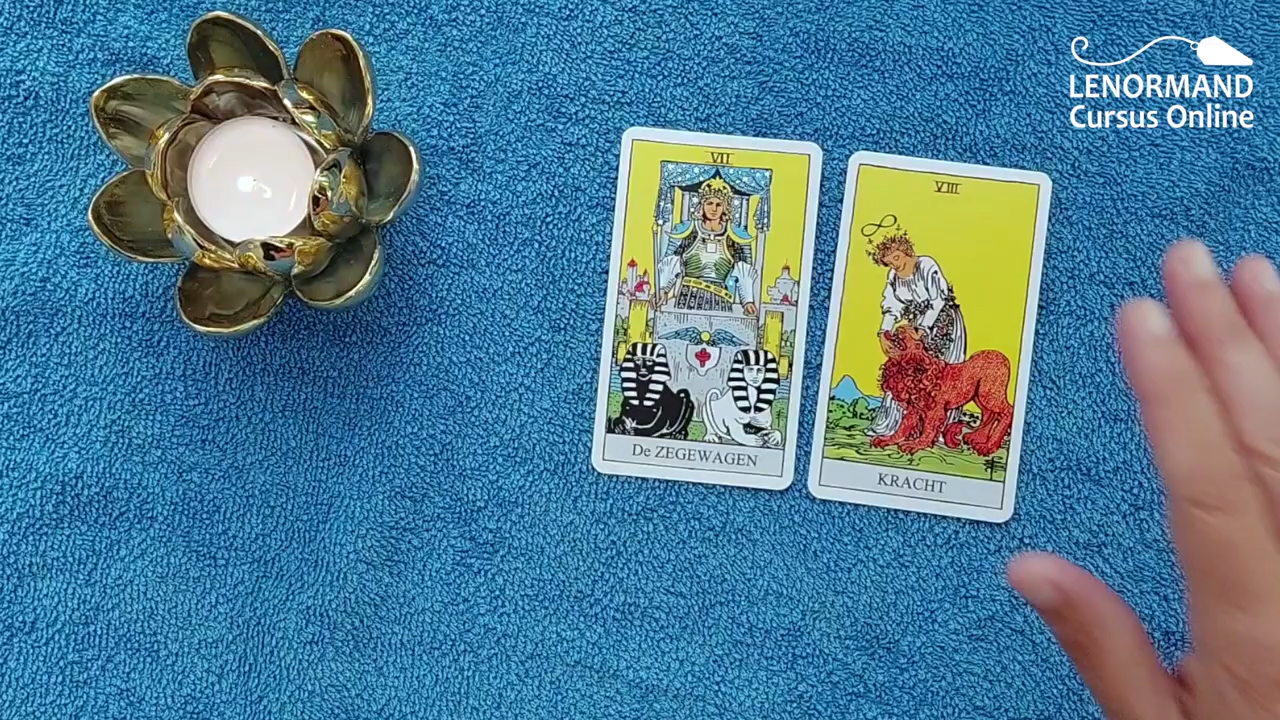 LENORMAND
Cursus Online
VII
De ZEGEWAGEN
VIII
KRACHT